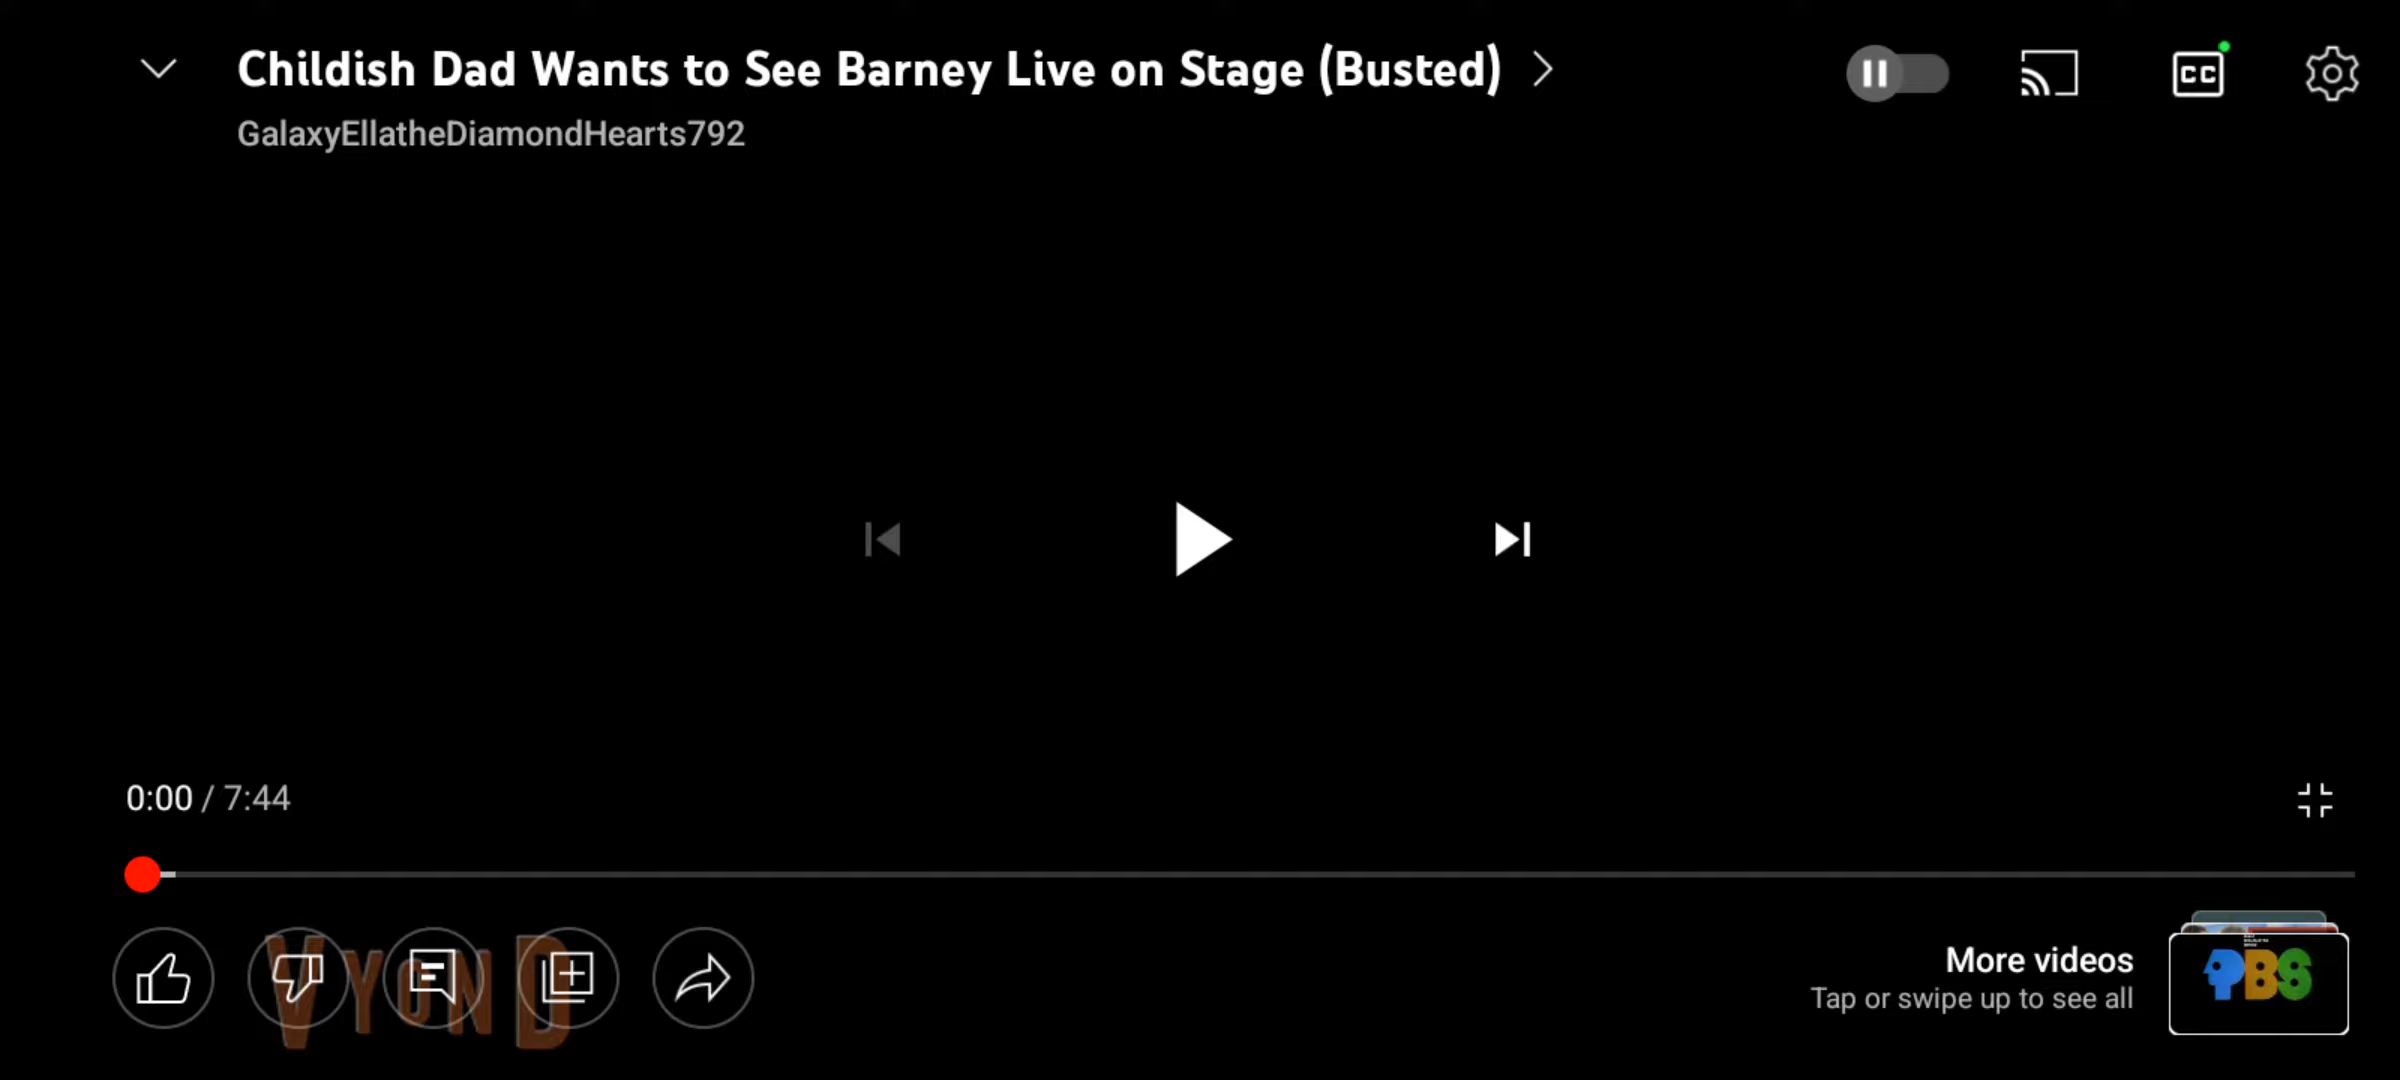 Childish Dad Wants to See Barney Live on Stage (Busted)
GalaxyEllatheDiamondHearts792
CC
0:00 / 7:44
VYOND
More videos
Tap or swipe up to see all
PBS